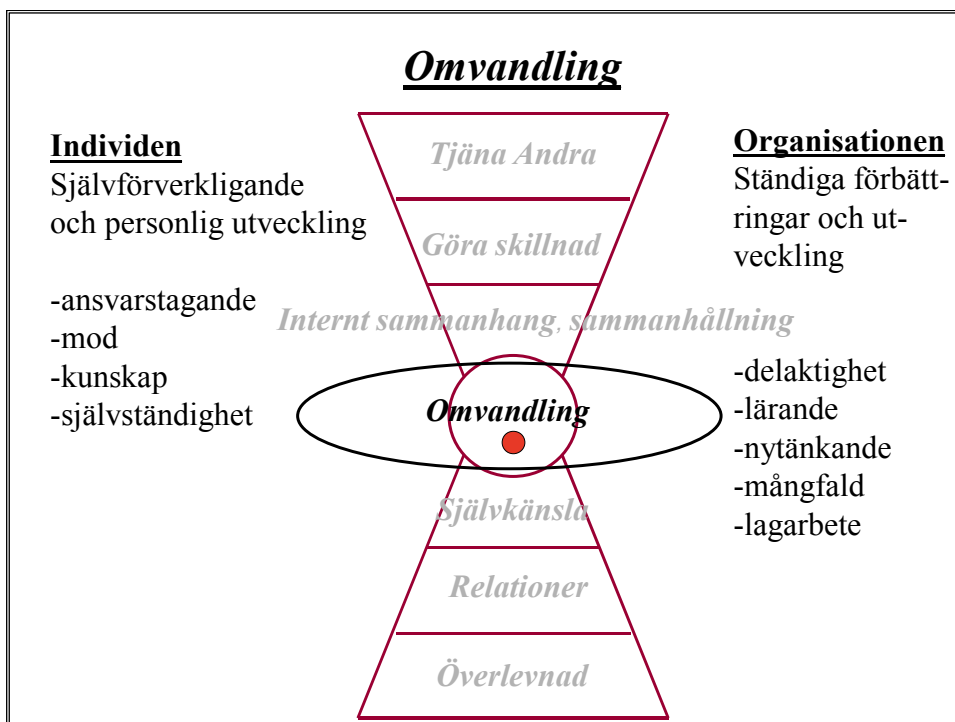 Omvandling
Individen
Självförverkligande
och personlig utveckling
-ansvarstagande
-mod
-kunskap
-självständighet
Tjäna Andra
Göra skillnad
Internt sammanhang, sammanhållning
Omvandling
Självkänsla
Relationer
Överlevnad
Organisationen
Ständiga förbätt-
ringar och ut-
veckling
-delaktighet
-lärande
-nytänkande
-mångfald
-lagarbete